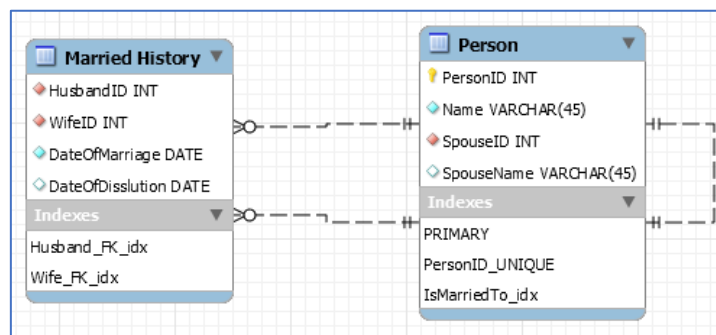 Married History
HusbandID INT
WifeID INT
DateOfMarriage DATE
DateOfDisslution DATE
Indexes
Husband_FK_idx
Wife_FK_idx
Person
PersonID INT
Name VARCHAR(45)
SpouseID INT
SpouseName VARCHAR(45)
Indexes
PRIMARY
PersonID_UNIQUE
IsMarriedTo_idx